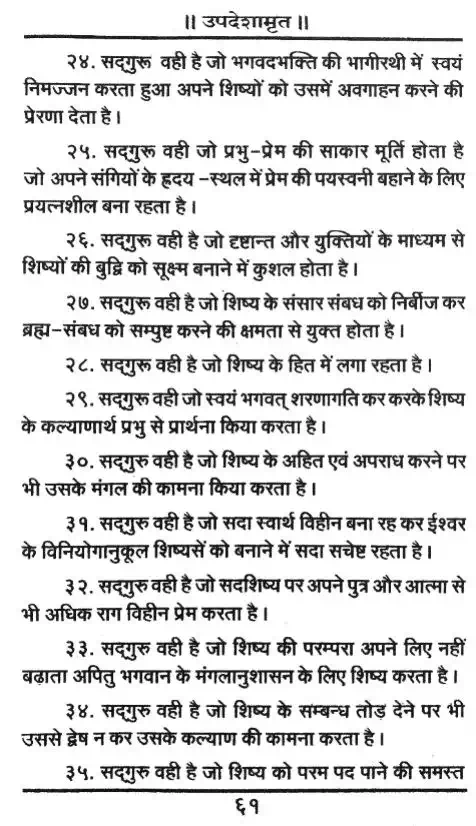 ॥ उपदेशामृत ॥
२४. सद्‌गुरू वही है जो भगवदभक्ति की भागीरथी में स्वयं
निमज्जन करता हुआ अपने शिष्यों को उसमें अवगाहन करने की
प्रेरणा देता है।
२५. सद्‌गुरू वही जो प्रभु-प्रेम की साकार मूर्ति होता है
जो अपने संगियों के ह्रदय -स्थल में प्रेम की पयस्वनी बहाने के लिए
प्रयत्नशील बना रहता है।
२६. सद्‌गुरू वही है जो दृष्टान्त और युक्तियों के माध्यम से
शिष्यों की बुद्वि को सूक्ष्म बनाने में कुशल होता है।
२७. सद्‌गुरू वही है जो शिष्य के संसार संबध को निर्बीज कर
ब्रह्म-संबध को सम्पुष्ट करने की क्षमता से युक्त होता है।
२८. सद्‌गुरू वही है जो शिष्य के हित में लगा रहता है।
२९. सद्‌गुरू वही जो स्वयं भगवत् शरणागति कर करके शिष्य
के कल्याणार्थ प्रभु से प्रार्थना किया करता है।
३०. सद्‌गुरु वही है जो शिष्य के अहित एवं अपराध करने पर
भी उसके मंगल की कामना किया करता है।
३१. सद्‌गुरु वही है जो सदा स्वार्थ विहीन बना रह कर ईश्वर
के विनियोगानुकूल शिष्यसें को बनाने में सदा सचेष्ट रहता है।
३२. सद्‌गुरु वही है जो सदशिष्य पर अपने पुत्र और आत्मा से
भी अधिक राग विहीन प्रेम करता है।
३३. सद्‌गुरु वही है जो शिष्य की परम्परा अपने लिए नहीं
बढ़ाता अपितु भगवान के मंगलानुशासन के लिए शिष्य करता है।
३४. सद्‌गुरु वही है जो शिष्य के सम्बन्ध तोड़ देने पर भी
उससे द्वेष न कर उसके कल्याण की कामना करता है।
३५. सद्‌गुरु वही है जो शिष्य को परम पद पाने की समस्त
६१